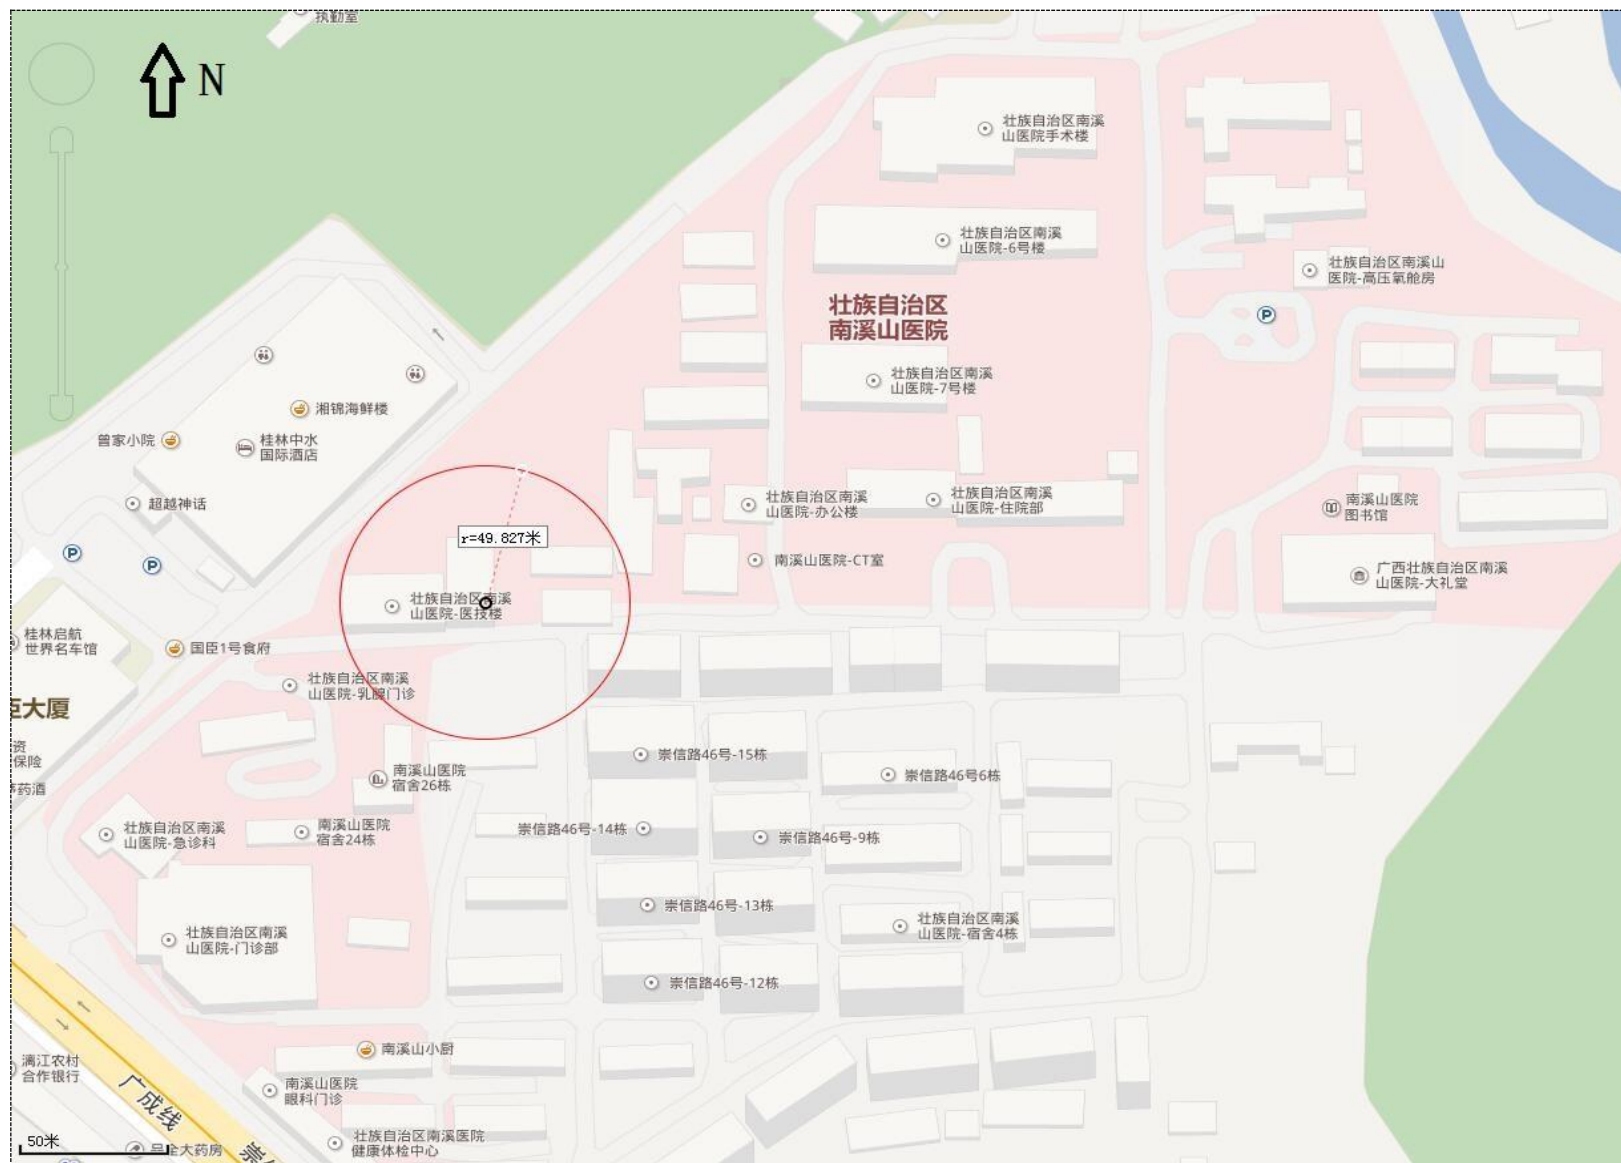 执勤室
N
壮族自治区南溪
山医院手术楼
壮族自治区南溪
山医院-6号楼
壮族自治区南溪山
医院-高压氧舱房
壮族自治区
南溪山医院
P
壮族自治区南溪
山医院-7号楼
湘锦海鲜楼
曾家小院
桂林中水
国际酒店
超越神话
壮族自治区南溪
山医院-办公楼
壮族自治区南溪
山医院-住院部
南溪山医院
图书馆
r=49.827米
P
P
南溪山医院-CT室
广西壮族自治区南溪
山医院-大礼堂
壮族自治区南溪
山医院-医技楼
桂林启航
世界名车馆
国臣1号食府
壮族自治区南溪
山医院-乳腺门诊
臣大厦
资
保险
药酒
崇信路46号-15栋
南溪山医院
宿舍26栋
崇信路46号6栋
壮族自治区南溪
山医院-急诊科
南溪山医院
宿舍24栋
崇信路46号-14栋
崇信路46号-9栋
崇信路46号-13栋
壮族自治区南溪
山医院-宿舍4栋
壮族自治区南溪
山医院-门诊部
崇信路46号-12栋
南溪山小厨
漓江农村
合作银行
南溪山医院
眼科门诊
广成线
50米
全大药房
崇
壮族自治区南溪医院
健康体检中心